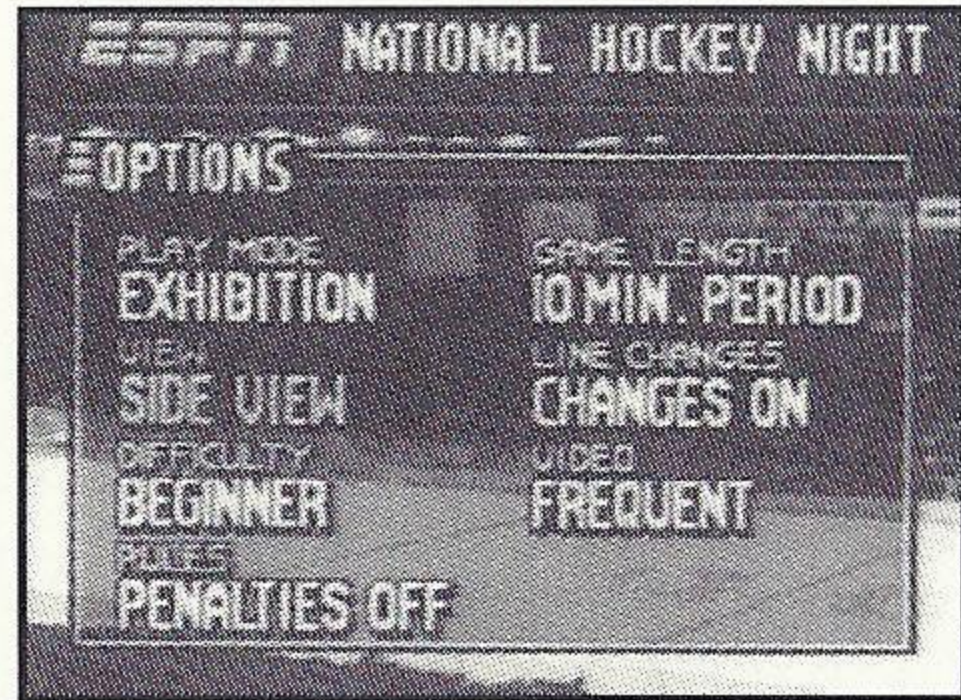 ESPN NATIONAL HOCKEY NIGHT
OPTIONS
PLAY MODE
EXHIBITION
GAME LENGTH
10 MIN. PERIOD
VIEW
SIDE VIEW
LINE CHANGES
CHANGES ON
DIFFICULTY
BEGINNER
VIDEO
FREQUENT
RULES
PENALTIES OFF